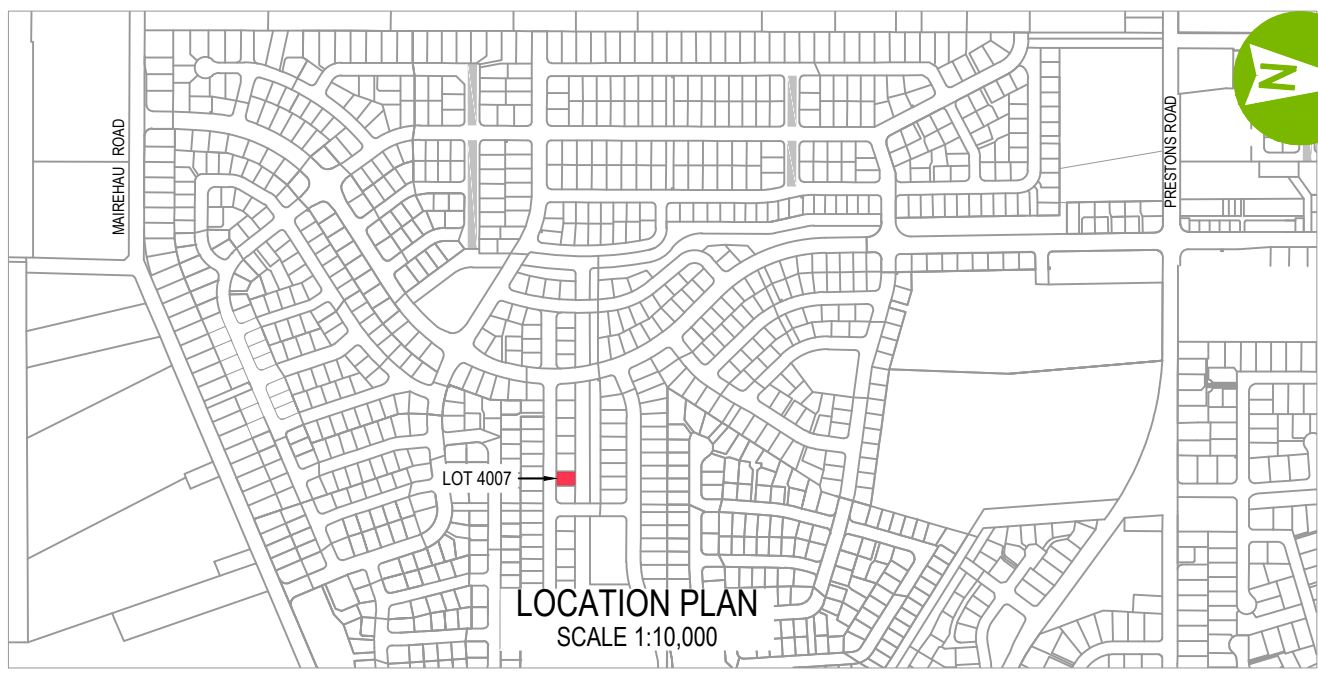 MAIREHAU ROAD
PRESTONS ROAD
N
LOT 4007
LOCATION PLAN
SCALE 1:10,000